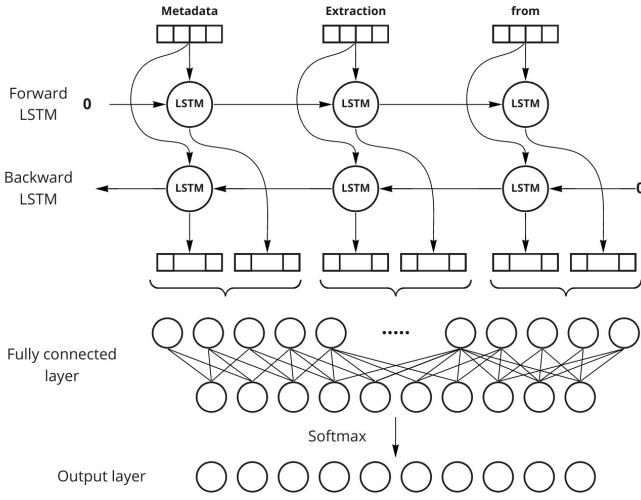 Metadata Extraction from
Forward LSTM
0
LSTM LSTM LSTM
Backward LSTM
LSTM LSTM LSTM
0
.....
Fully connected layer
Softmax
Output layer